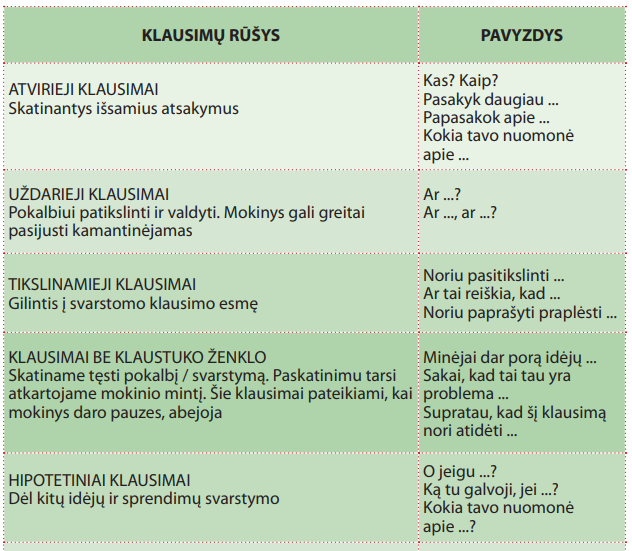 KLAUSIMŲ RŪŠYS
PAVYZDYS
ATVIRIEJI KLAUSIMAI
Skatinantys išsamius atsakymus
Kas? Kaip?
Pasakyk daugiau ...
Papasakok apie ...
Kokia tavo nuomonė
apie ...
UŽDARIEJI KLAUSIMAI
Pokalbiui patikslinti ir valdyti. Mokinys gali greitai
pasijusti kamantinėjamas
Ar ...?
Ar ..., ar ...?
TIKSLINAMIEJI KLAUSIMAI
Gilintis į svarstomo klausimo esmę
Noriu pasitikslinti ...
Ar tai reiškia, kad ...
Noriu paprašyti praplėsti ...
KLAUSIMAI BE KLAUSTUKO ŽENKLO
Skatiname tęsti pokalbį / svarstymą. Paskatinimu tarsi
atkartojame mokinio mintį. Šie klausimai pateikiami, kai
mokinys daro pauzes, abejoja
Minėjai dar porą idėjų ...
Sakai, kad tai tau yra
problema ...
Supratau, kad šį klausimą
nori atidėti ...
HIPOTETINIAI KLAUSIMAI
Dėl kitų idėjų ir sprendimų svarstymo
O jeigu ...?
Ką tu galvoji, jei ...?
Kokia tavo nuomonė
apie ...?